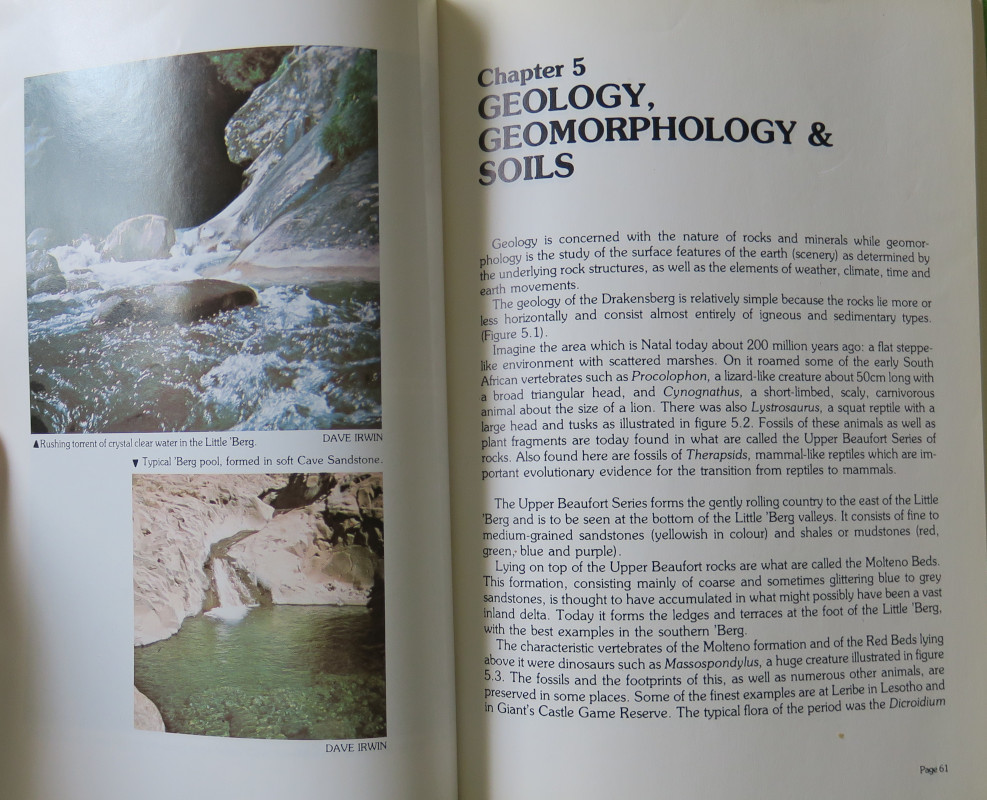 ▲Rushing torrent of crystal clear water in the Little 'Berg.
DAVE IRWIN
▼ Typical 'Berg pool, formed in soft Cave Sandstone.
DAVE IRWIN
Chapter 5
GEOLOGY,
GEOMORPHOLOGY &
SOILS
Geology is concerned with the nature of rocks and minerals while geomor-
phology is the study of the surface features of the earth (scenery) as determined by
the underlying rock structures, as well as the elements of weather, climate, time and
earth movements.
The geology of the Drakensberg is relatively simple because the rocks lie more or
less horizontally and consist almost entirely of igneous and sedimentary types.
(Figure 5.1).
Imagine the area which is Natal today about 200 million years ago: a flat steppe-
like environment with scattered marshes. On it roamed some of the early South
African vertebrates such as Procolophon, a lizard-like creature about 50cm long with
a broad triangular head, and Cynognathus, a short-limbed, scaly, carnivorous
animal about the size of a lion. There was also Lystrosaurus, a squat reptile with a
large head and tusks as illustrated in figure 5.2. Fossils of these animals as well as
plant fragments are today found in what are called the Upper Beaufort Series of
rocks. Also found here are fossils of Therapsids, mammal-like reptiles which are im-
portant evolutionary evidence for the transition from reptiles to mammals.
The Upper Beaufort Series forms the gently rolling country to the east of the Little
'Berg and is to be seen at the bottom of the Little 'Berg valleys. It consists of fine to
medium-grained sandstones (yellowish in colour) and shales or mudstones (red,
green, blue and purple).
Lying on top of the Upper Beaufort rocks are what are called the Molteno Beds.
This formation, consisting mainly of coarse and sometimes glittering blue to grey
sandstones, is thought to have accumulated in what might possibly have been a vast
inland delta. Today it forms the ledges and terraces at the foot of the Little 'Berg,
with the best examples in the southern 'Berg.
The characteristic vertebrates of the Molteno formation and of the Red Beds lying
above it were dinosaurs such as Massospondylus, a huge creature illustrated in figure
5.3. The fossils and the footprints of this, as well as numerous other animals, are
preserved in some places. Some of the finest examples are at Leribe in Lesotho and
in Giant's Castle Game Reserve. The typical flora of the period was the Dicroidium
Page 61